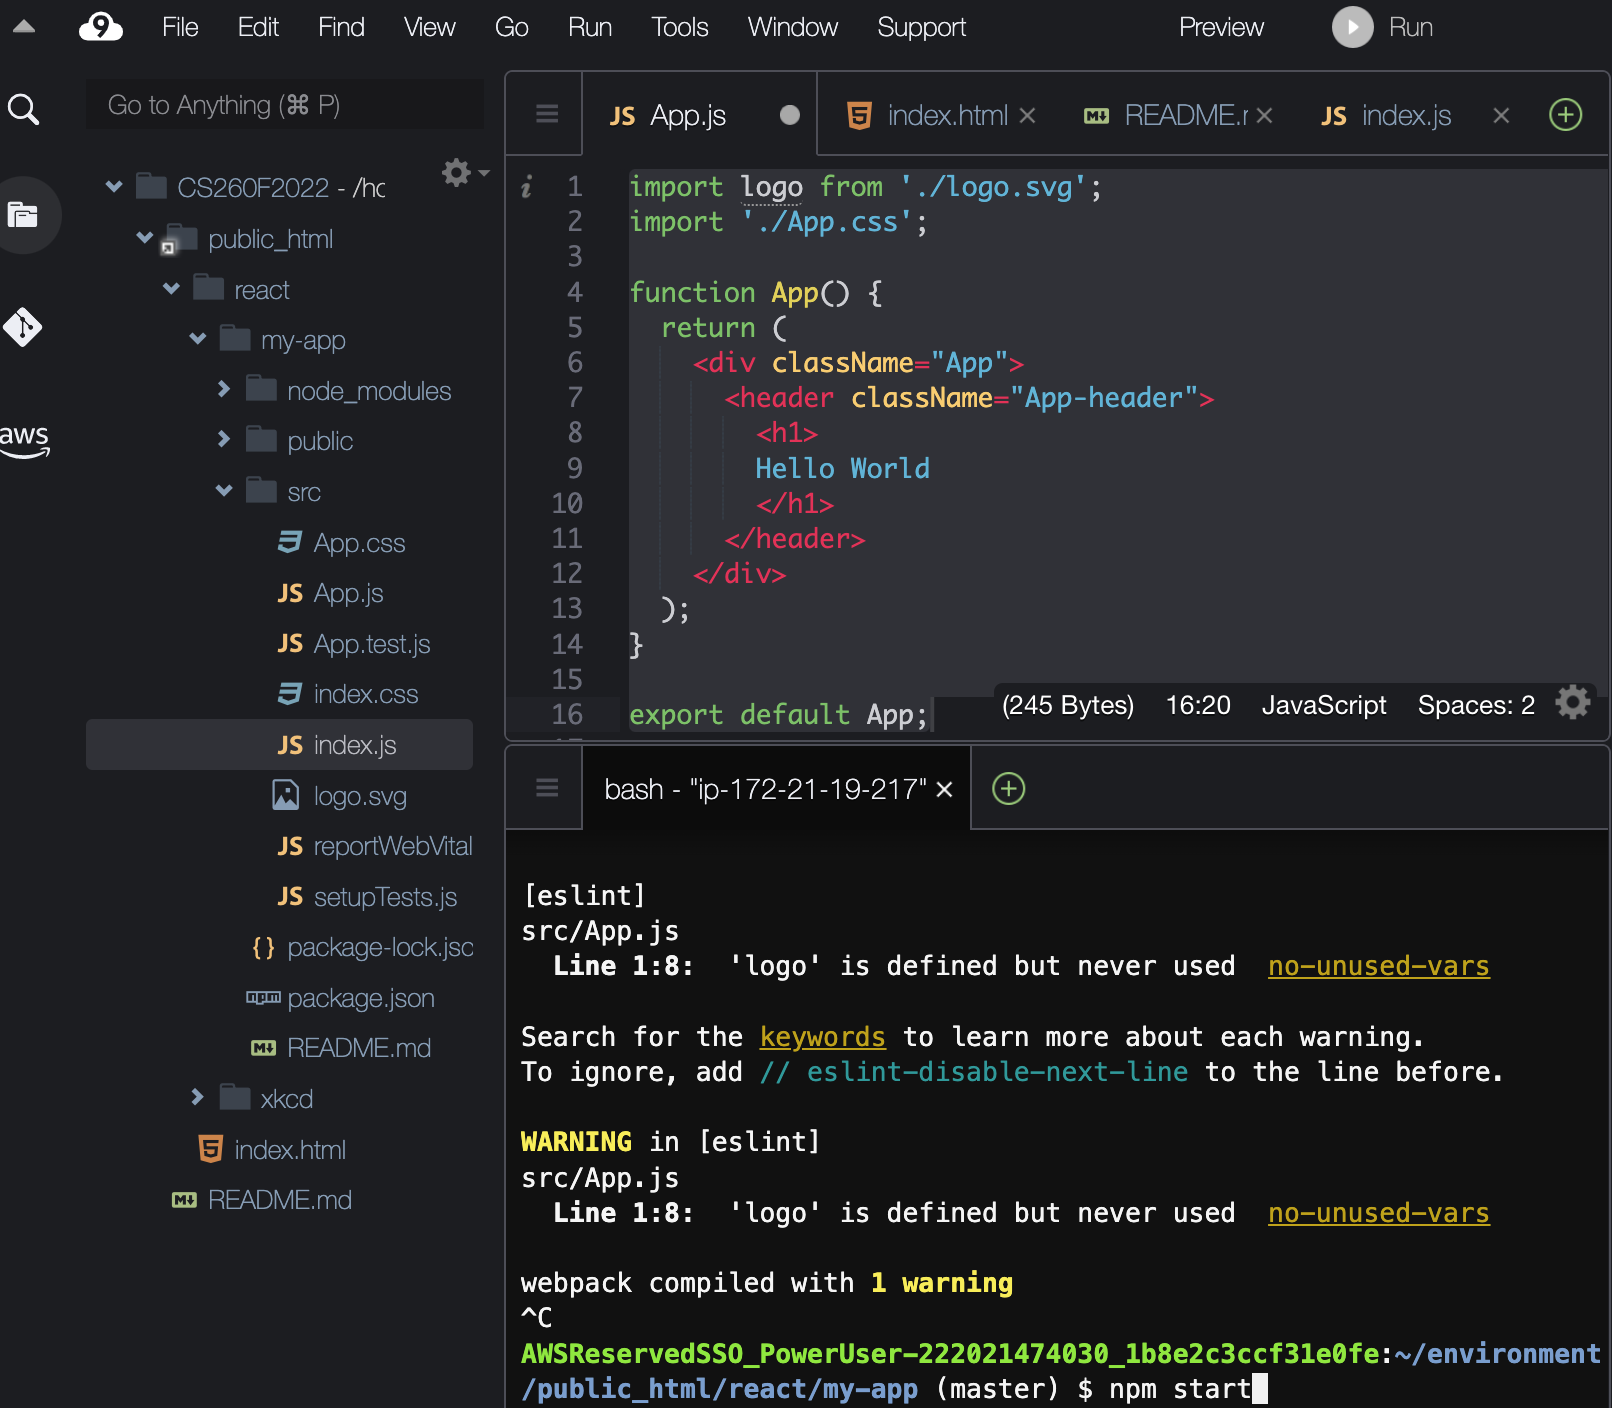 9 File Edit Find View Go Run Tools Window Support Preview Run
Go to Anything (⌘ P)
CS260F2022 - /hc
public_html
react
my-app
node_modules
public
src
App.css
JS App.js
JS App.test.js
index.css
JS index.js
logo.svg
JS reportWebVital
JS setupTests.js
{} package-lock.jsc
npm package.json
M↓ README.md
xkcd
5 index.html
M↓ README.md
aws
JS App.js 5 index.html × M↓ README.r × JS index.js ×
i 1 import logo from './logo.svg';
2 import './App.css';
3
4 function App() {
5 return (
6 <div className="App">
7 <header className="App-header">
8 <h1>
9 Hello World
10 </h1>
11 </header>
12 </div>
13 );
14 }
15
16 export default App;
(245 Bytes) 16:20 JavaScript Spaces: 2
bash - "ip-172-21-19-217" ×
[eslint]
src/App.js
Line 1:8: 'logo' is defined but never used no-unused-vars
Search for the keywords to learn more about each warning.
To ignore, add // eslint-disable-next-line to the line before.
WARNING in [eslint]
src/App.js
Line 1:8: 'logo' is defined but never used no-unused-vars
webpack compiled with 1 warning
^C
AWSReservedSSO_PowerUser-222021474030_1b8e2c3ccf31e0fe:~/environment
/public_html/react/my-app (master) $ npm start